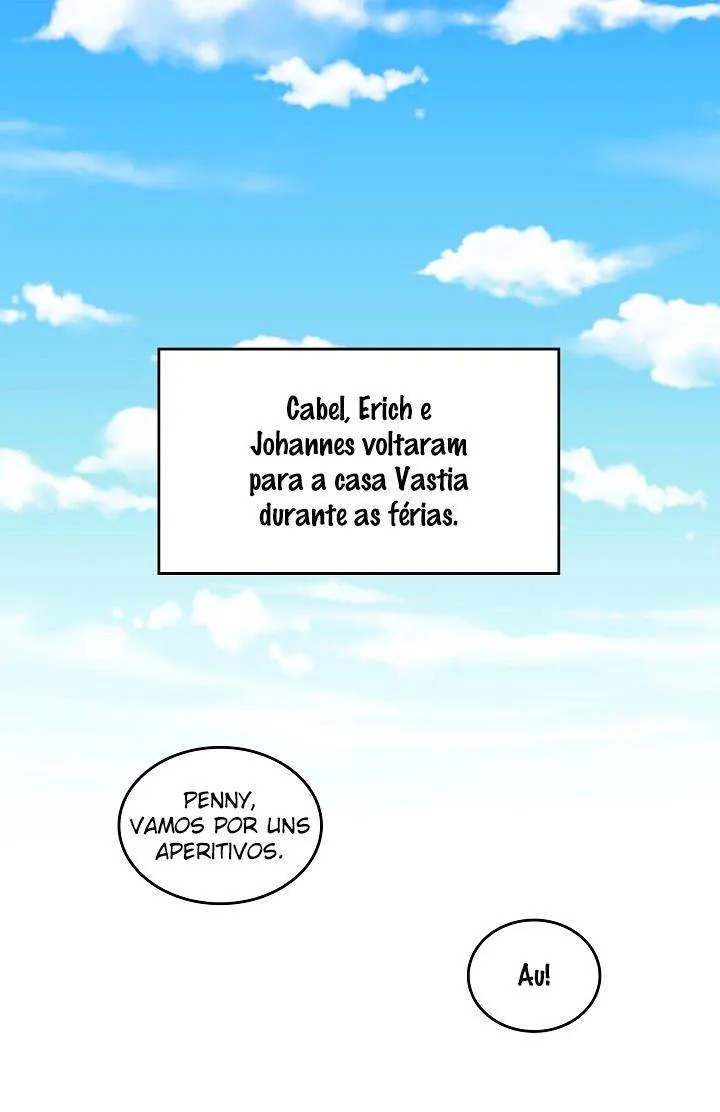 Cabel, Erich e
Johannes voltaram
para a casa Vastia
durante as férias.
PENNY,
VAMOS POR UNS
APERITIVOS.
Au!